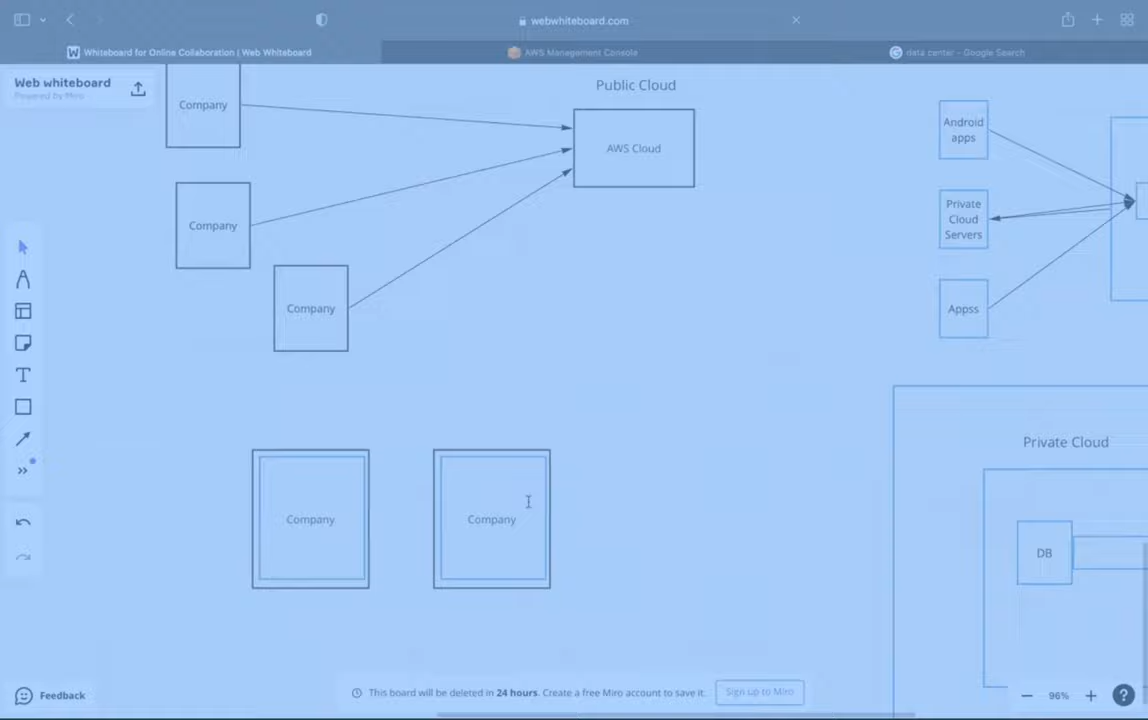 webwhiteboard.com
Whiteboard for Online Collaboration | Web Whiteboard
AWS Management Console
data center – Google Search
Web whiteboard
Powered by Miro
Public Cloud
Company
AWS Cloud
Android
apps
Company
Private
Cloud
Servers
Company
Appss
Private Cloud
Company
Company
DB
Feedback
This board will be deleted in 24 hours. Create a free Miro account to save it.
Sign up to Miro
96%